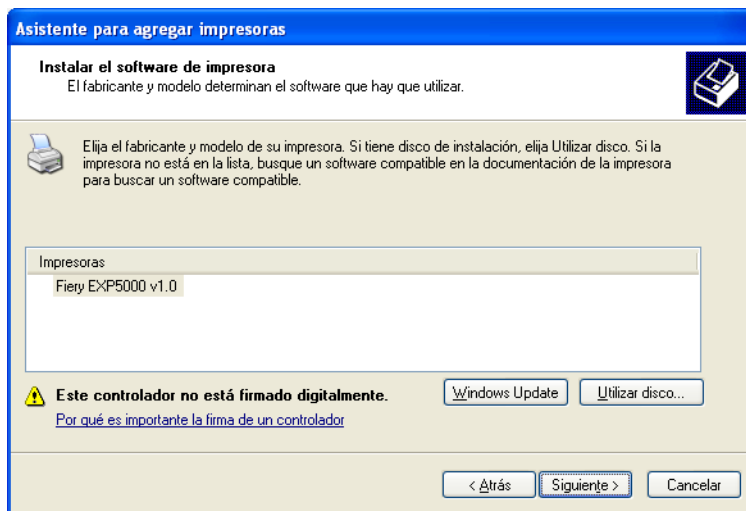 Asistente para agregar impresoras
Instalar el software de impresora
El fabricante y modelo determinan el software que hay que utilizar.
Elija el fabricante y modelo de su impresora. Si tiene disco de instalación, elija Utilizar disco. Si la
impresora no está en la lista, busque un software compatible en la documentación de la impresora
para buscar un software compatible.
Impresoras
Fiery EXP5000 v1.0
Este controlador no está firmado digitalmente.
Windows Update
Utilizar disco...
Por qué es importante la firma de un controlador
< Atrás
Siguiente >
Cancelar